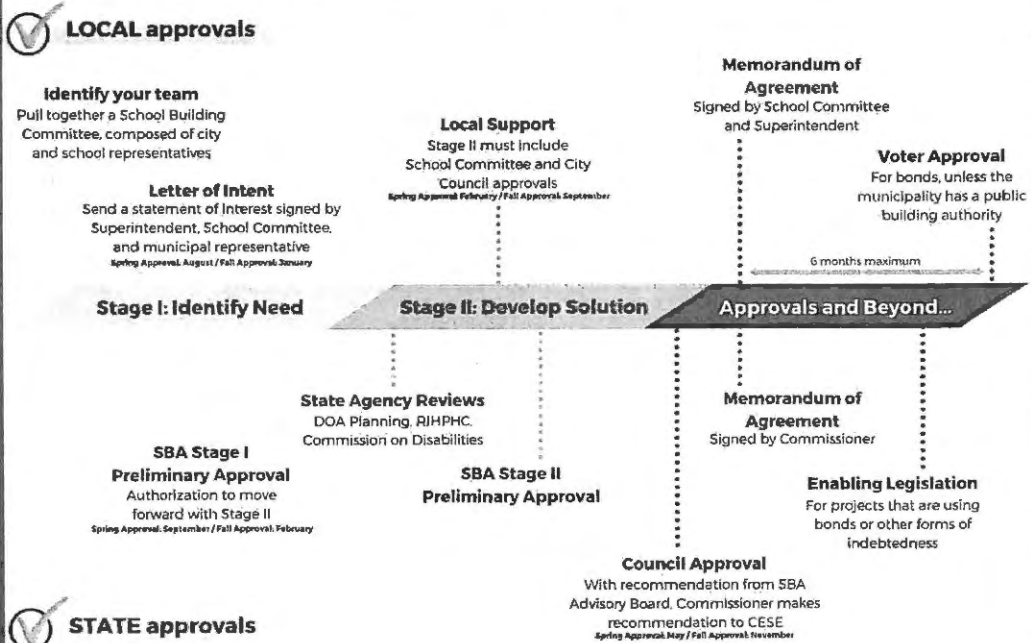 LOCAL approvals
Identify your team
Pull together a School Building
Committee, composed of city
and school representatives
Letter of Intent
Send a statement of Interest signed by
Superintendent, School Committee,
and municipal representative
Spring Approval: August / Fall Approval: January
Local Support
Stage II must include
School Committee and City
Council approvals
Spring Approval: February / Fall Approval: September
Memorandum of
Agreement
Signed by School Committee
and Superintendent
Voter Approval
For bonds, unless the
municipality has a public
building authority
6 months maximum
Stage I: Identify Need
Stage II: Develop Solution
Approvals and Beyond...
State Agency Reviews
DOA Planning, RIHPHC,
Commission on Disabilities
SBA Stage I
Preliminary Approval
Authorization to move
forward with Stage II
Spring Approval: September / Fall Approval: February
SBA Stage II
Preliminary Approval
Memorandum of
Agreement
Signed by Commissioner
Enabling Legislation
For projects that are using
bonds or other forms of
indebtedness
Council Approval
With recommendation from SBA
Advisory Board, Commissioner makes
recommendation to CESE
Spring Approval: May / Fall Approval: November
STATE approvals